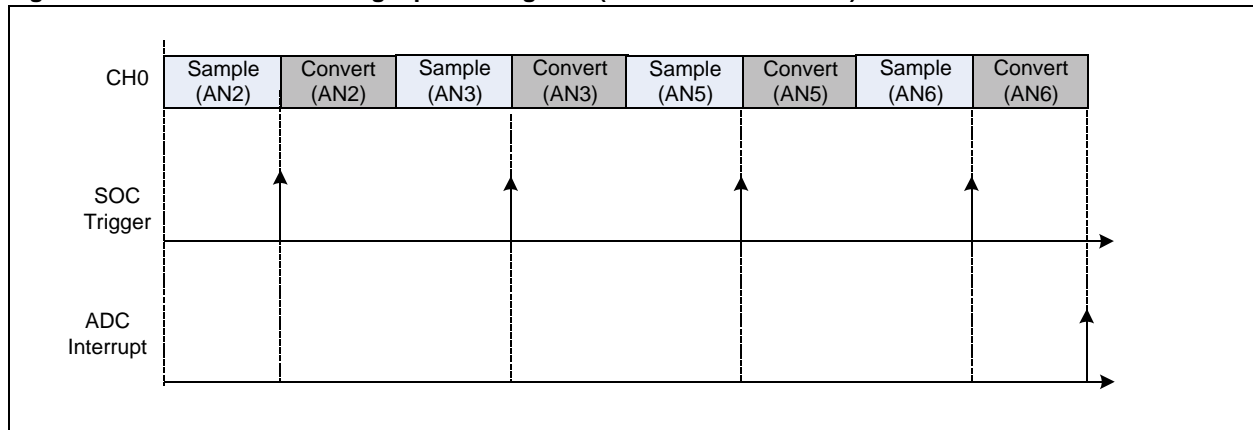 CH0
Sample Convert Sample Convert Sample Convert Sample Convert
(AN2) (AN2) (AN3) (AN3) (AN5) (AN5) (AN6) (AN6)
SOC
Trigger
ADC
Interrupt